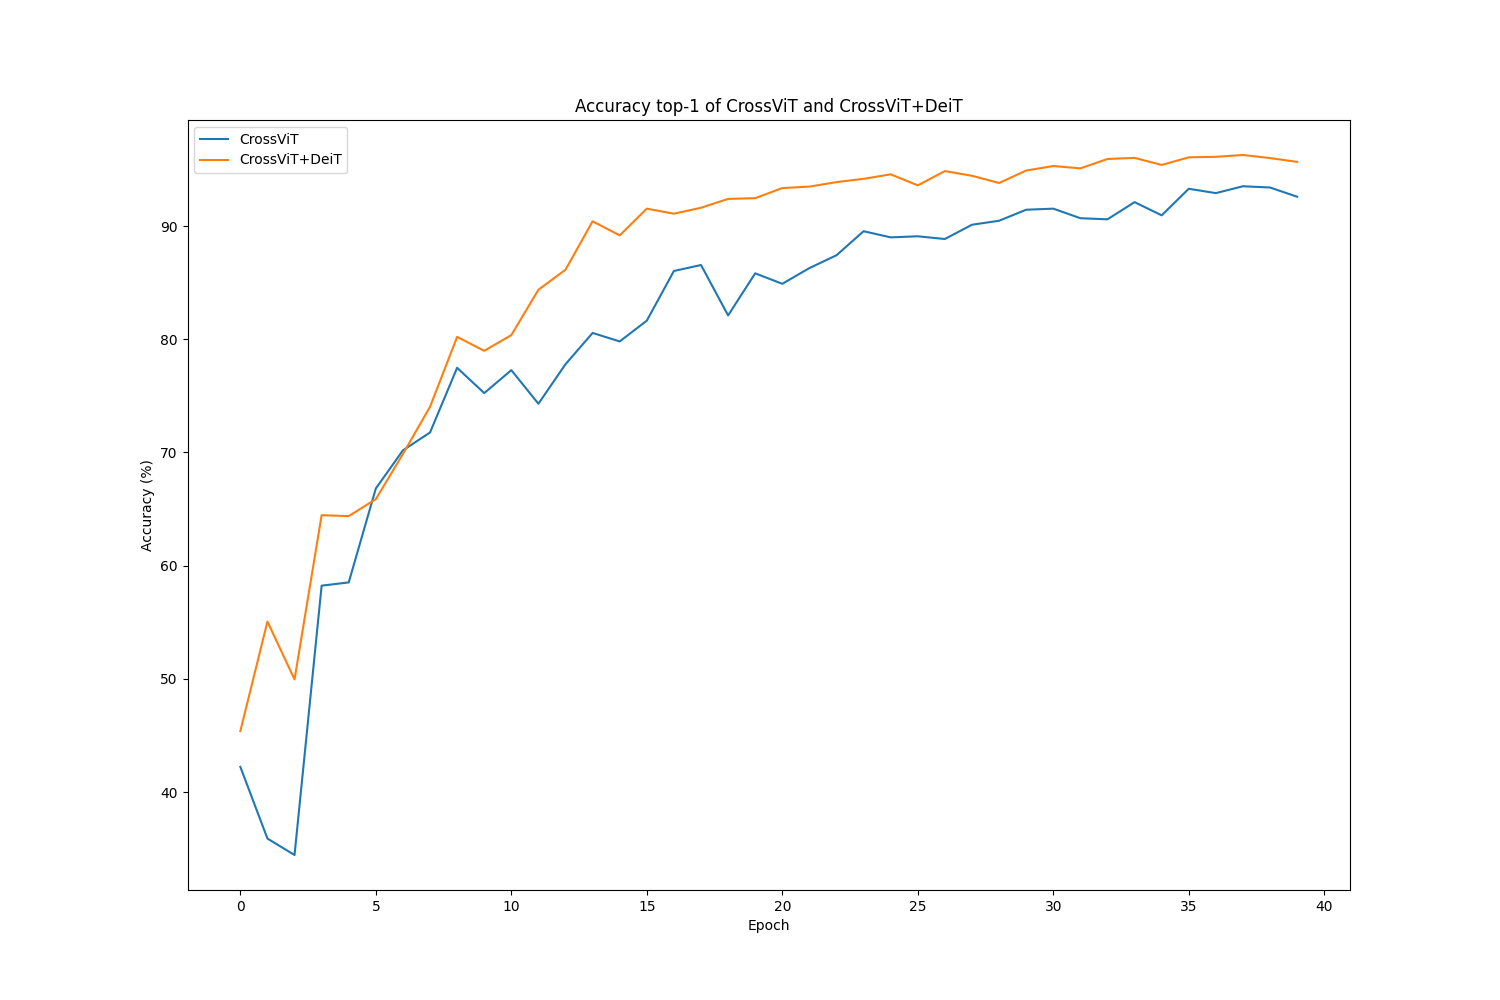 Accuracy top-1 of CrossViT and CrossViT+DeiT
CrossViT
CrossViT+DeiT
Accuracy (%)
90
80
70
60
50
40
0 5 10 15 20 25 30 35 40
Epoch